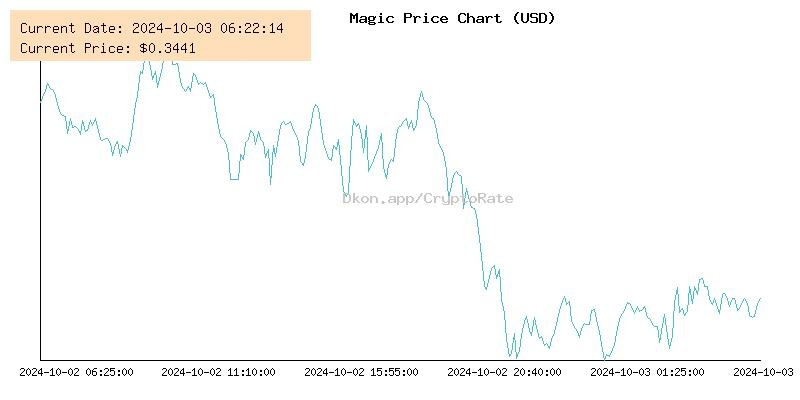 Magic Price Chart (USD)
Current Date: 2024-10-03 06:22:14
Current Price: $0.3441
Dkon.app/CryptoRate
2024-10-02 06:25:00 2024-10-02 11:10:00 2024-10-02 15:55:00 2024-10-02 20:40:00 2024-10-03 01:25:00 2024-10-03